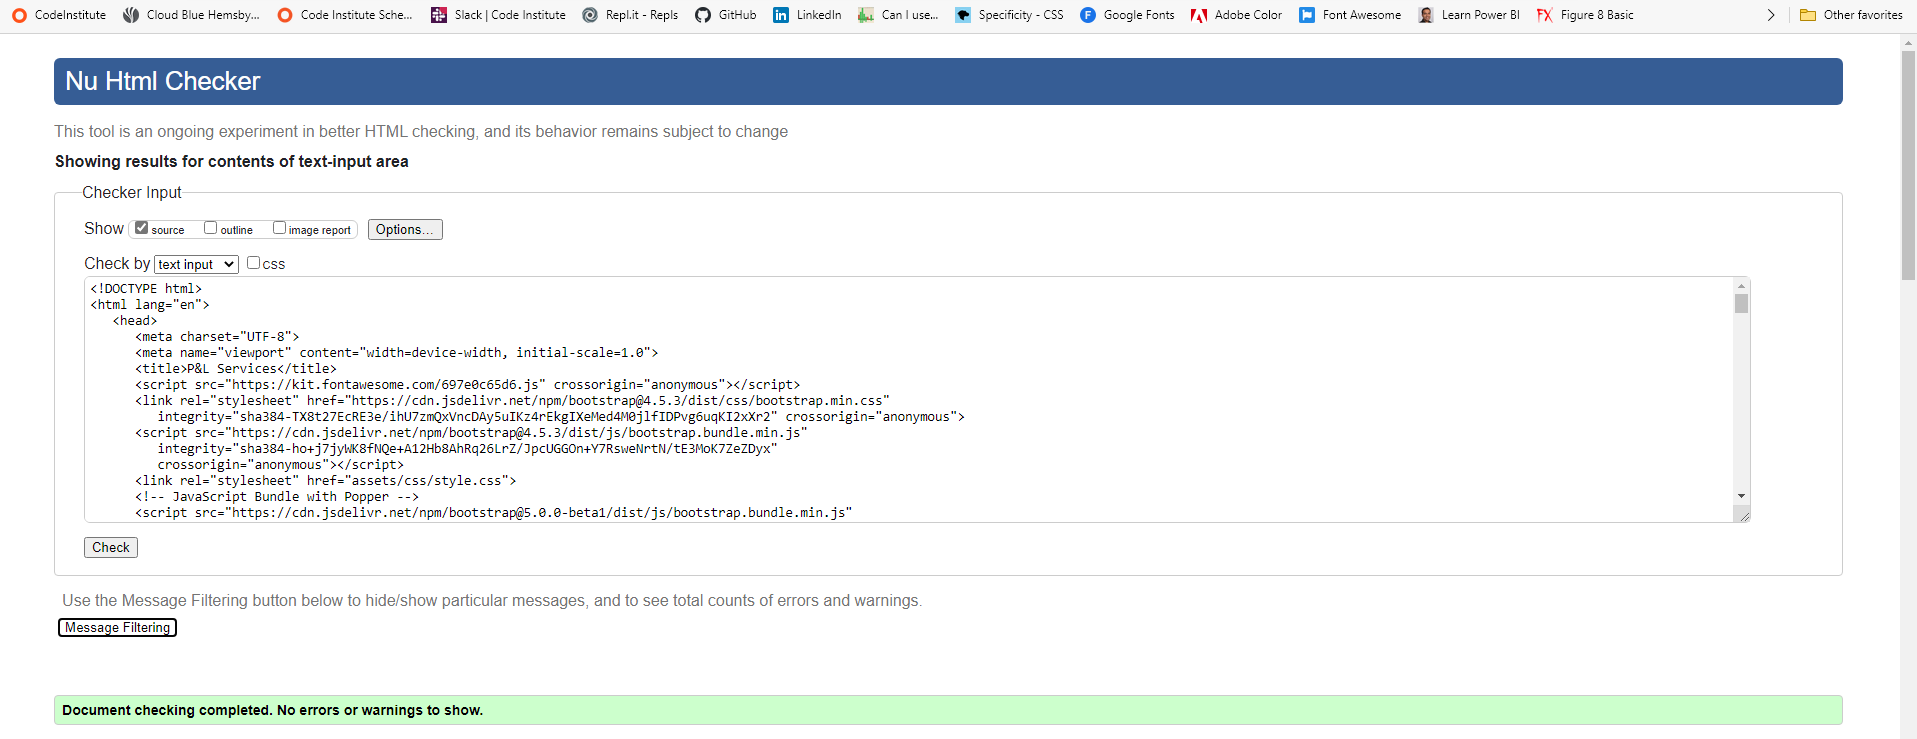 CodeInstitute Cloud Blue Hemsby... Code Institute Sche... Slack | Code Institute Repl.it - Repls GitHub LinkedIn Can I use... Specificity - CSS Google Fonts Adobe Color Font Awesome Learn Power BI FX Figure 8 Basic Other favorites
Nu Html Checker
This tool is an ongoing experiment in better HTML checking, and its behavior remains subject to change
Showing results for contents of text-input area
Checker Input
Show source outline image report Options...
Check by text input css
<!DOCTYPE html>
<html lang="en">
<head>
<meta charset="UTF-8">
<meta name="viewport" content="width=device-width, initial-scale=1.0">
<title>P&L Services</title>
<script src="https://kit.fontawesome.com/697e0c65d6.js" crossorigin="anonymous"></script>
<link rel="stylesheet" href="https://cdn.jsdelivr.net/npm/bootstrap@4.5.3/dist/css/bootstrap.min.css"
integrity="sha384-TX8t27EcRE3e/ihU7zmQxVncDAy5uIKz4rEkgIXeMed4M0jlfIDPvg6uqKI2xXr2" crossorigin="anonymous">
<script src="https://cdn.jsdelivr.net/npm/bootstrap@4.5.3/dist/js/bootstrap.bundle.min.js"
integrity="sha384-ho+j7jyWK8fNQe+A12Hb8AhRq26LrZ/JpcUGGOn+Y7RsweNrtN/tE3MoK7ZeZDyx"
crossorigin="anonymous"></script>
<link rel="stylesheet" href="assets/css/style.css">
<!-- JavaScript Bundle with Popper -->
<script src="https://cdn.jsdelivr.net/npm/bootstrap@5.0.0-beta1/dist/js/bootstrap.bundle.min.js"
Check
Use the Message Filtering button below to hide/show particular messages, and to see total counts of errors and warnings.
Message Filtering
Document checking completed. No errors or warnings to show.